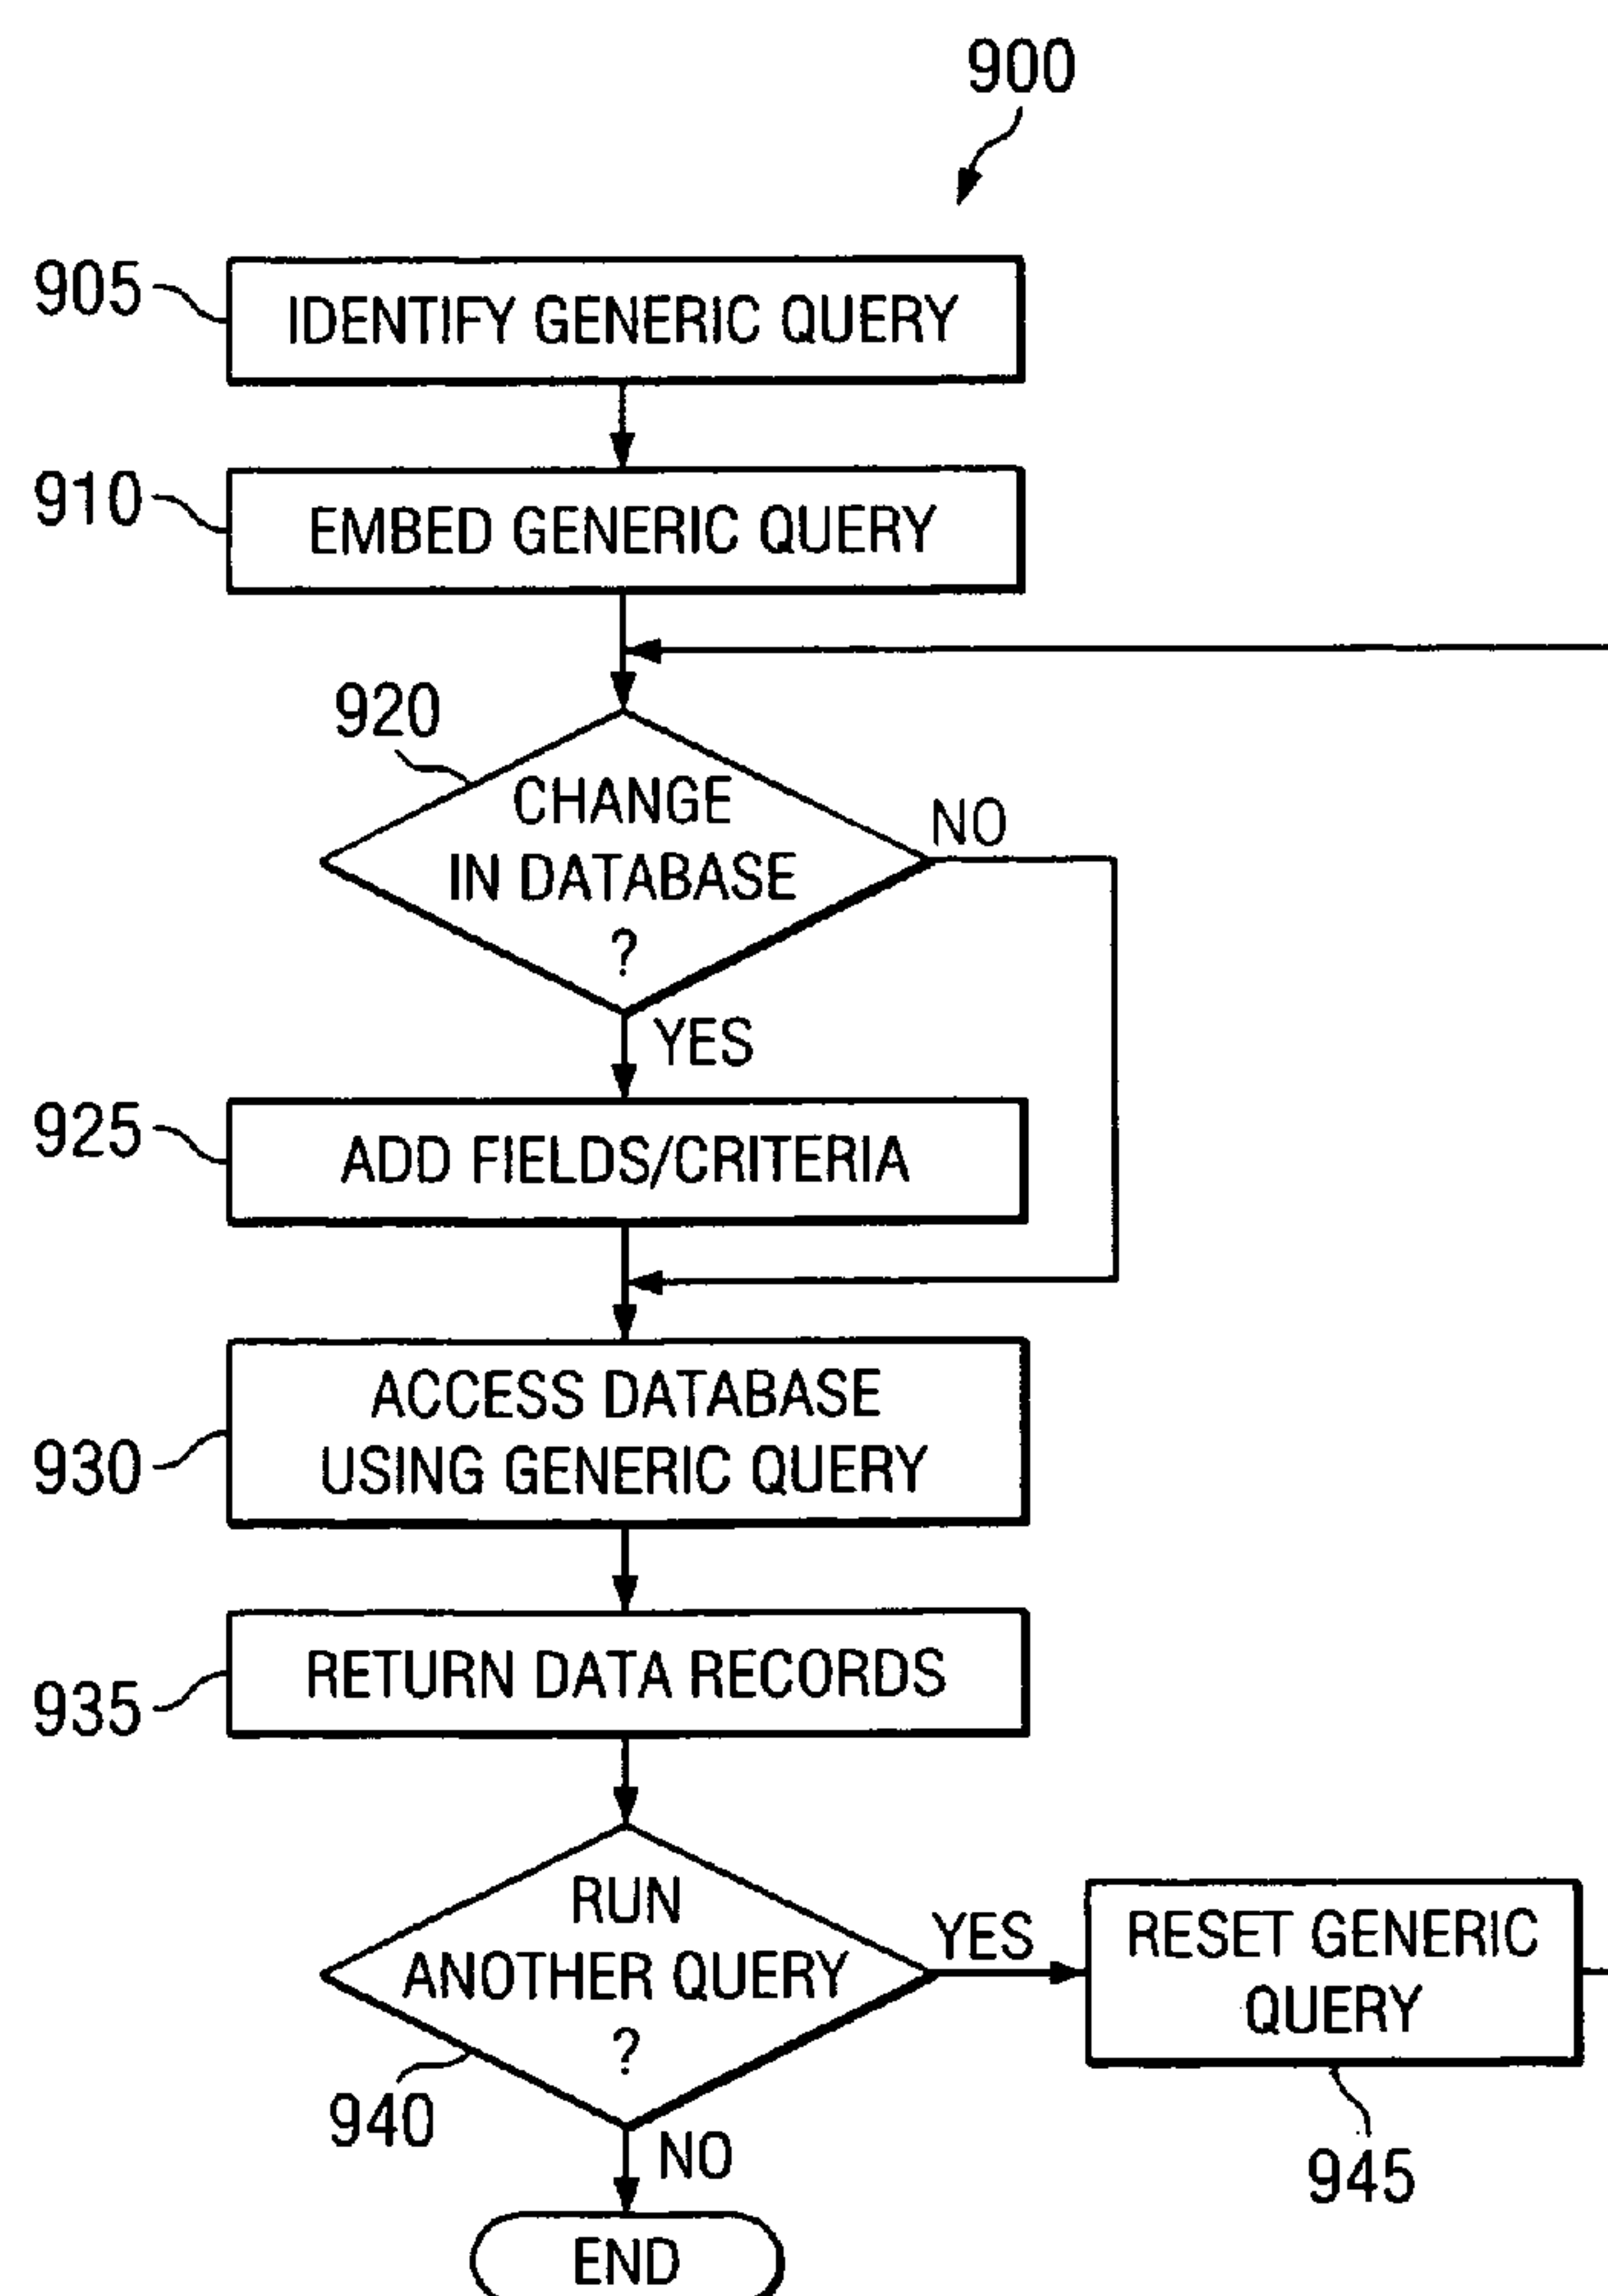 900
905
IDENTIFY GENERIC QUERY
910
EMBED GENERIC QUERY
920
CHANGE
IN DATABASE
?
NO
YES
925
ADD FIELDS/CRITERIA
930
ACCESS DATABASE
USING GENERIC QUERY
935
RETURN DATA RECORDS
RUN
ANOTHER QUERY
?
YES
RESET GENERIC
QUERY
940
NO
945
END